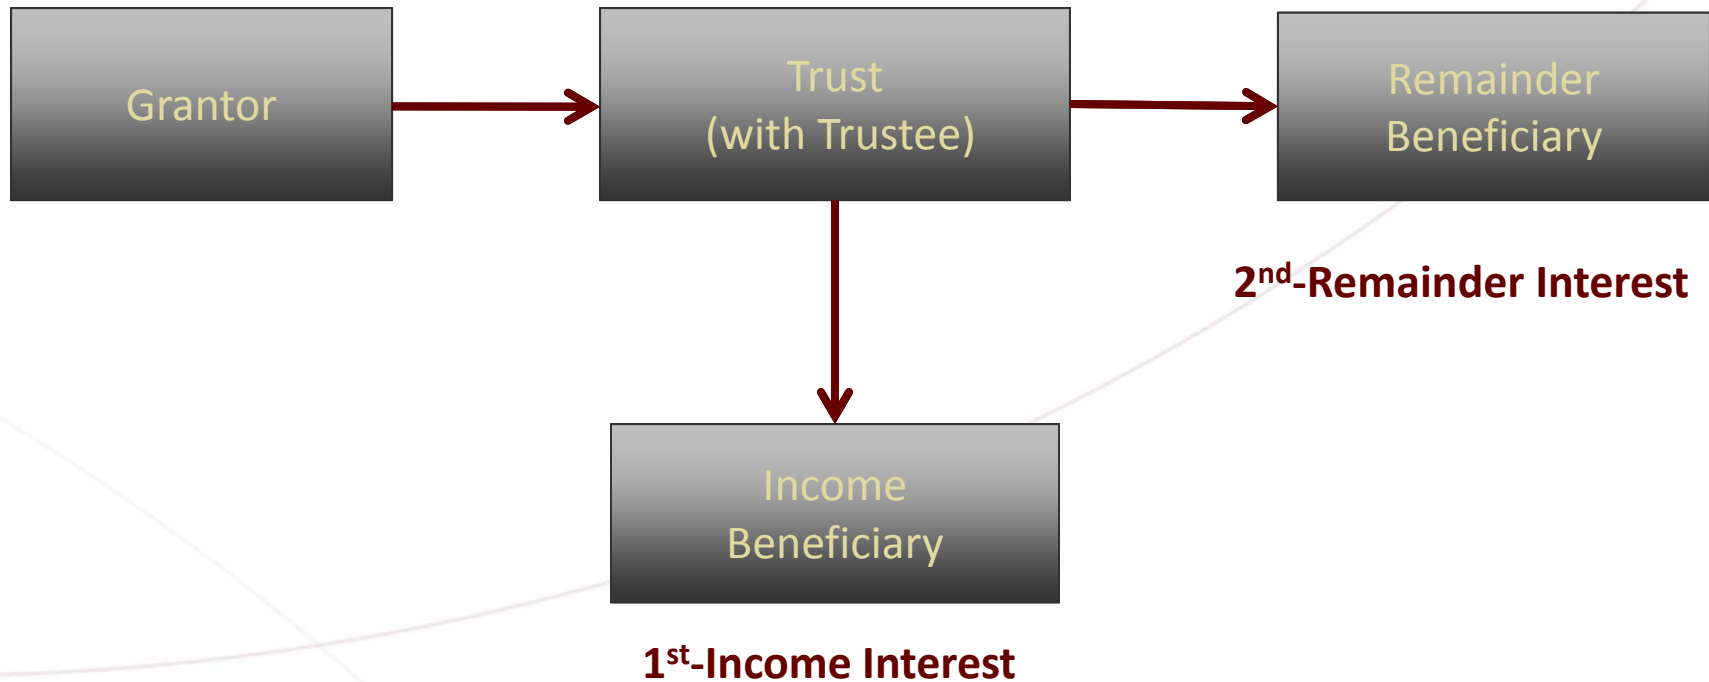 Grantor
Trust
(with Trustee)
Remainder
Beneficiary
2nd-Remainder Interest
Income
Beneficiary
1st-Income Interest